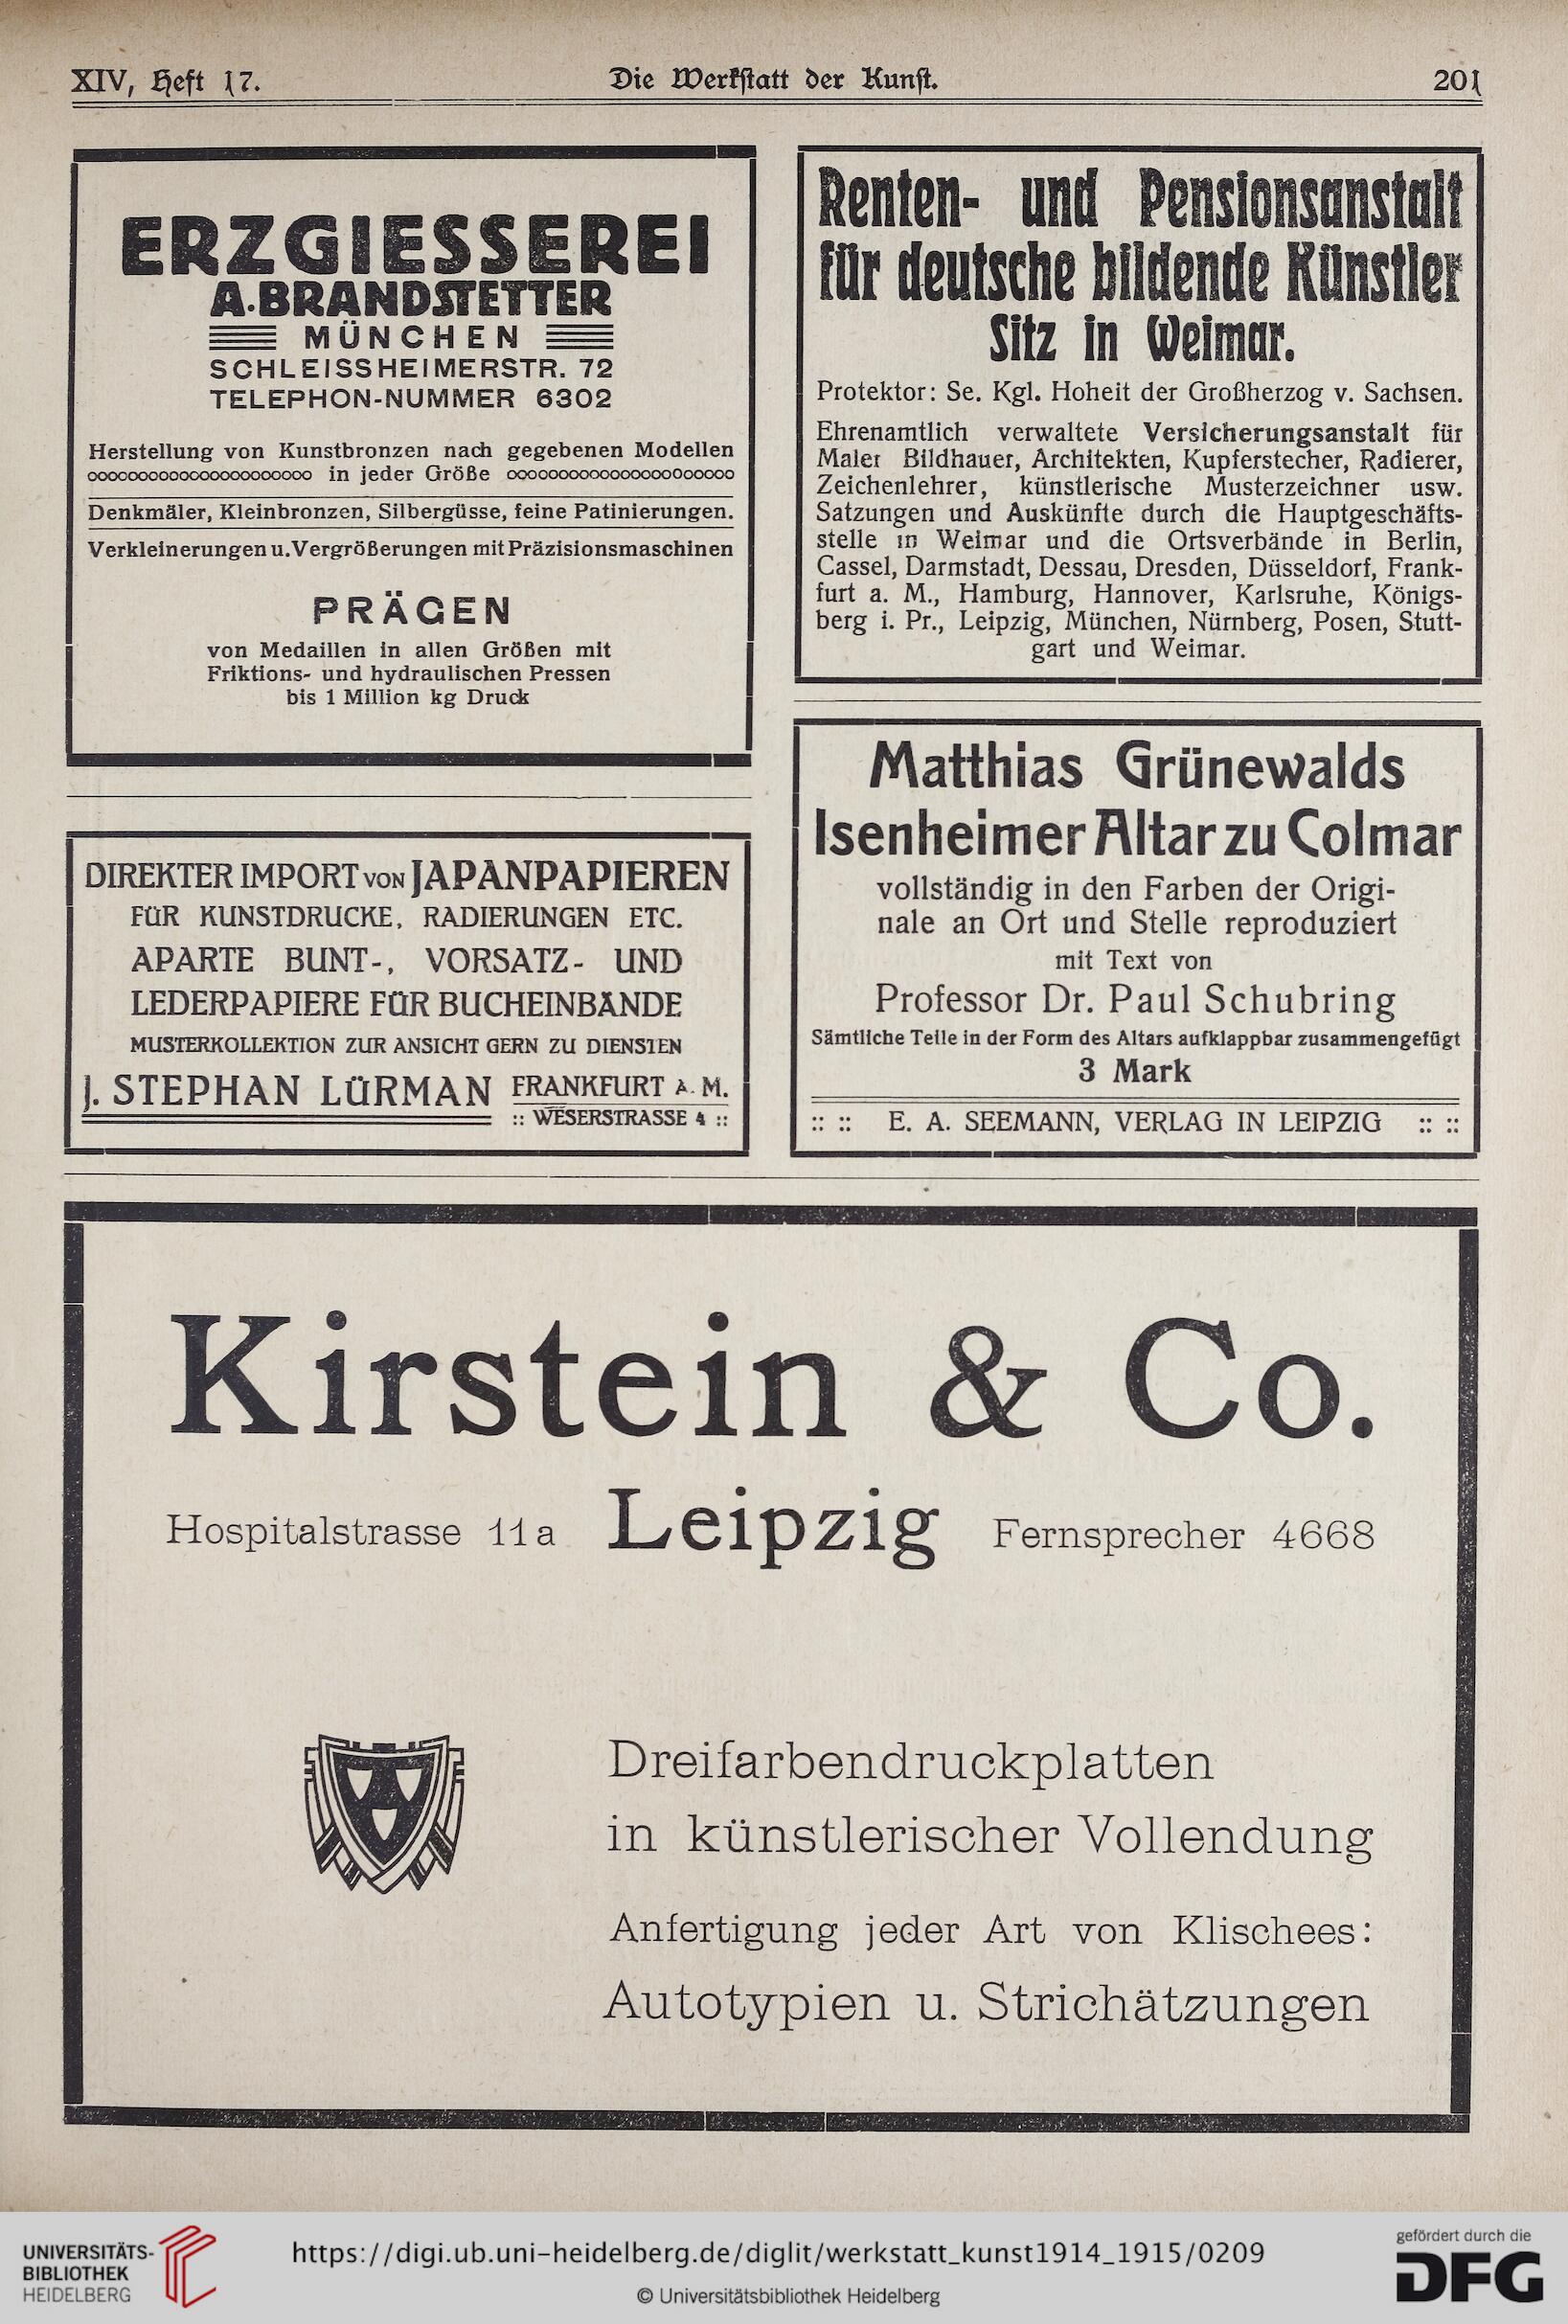 XIV, Heft 17.
Die Werkstatt der Kunst.
201
ERZGIESSEREI
A. BRANDSTETTER
MÜNCHEN
SCHLEISSHEIMERSTR. 72
TELEPHON-NUMMER 6302
Herstellung von Kunstbronzen nach gegebenen Modellen
in jeder Größe
Denkmäler, Kleinbronzen, Silbergüsse, feine Patinierungen.
Verkleinerungen u. Vergrößerungen mit Präzisionsmaschinen
PRÄGEN
von Medaillen in allen Größen mit
Friktions- und hydraulischen Pressen
bis 1 Million kg Druck
DIREKTER IMPORT VON JAPANPAPIEREN
FÜR KUNSTDRUCKE, RADIERUNGEN ETC.
APARTE BUNT-, VORSATZ- UND
LEDERPAPIERE FÜR BUCHEINBÄNDE
MUSTERKOLLEKTION ZUR ANSICHT GERN ZU DIENSTEN
J. STEPHAN LÜRMAN FRANKFURT A. M.
:: WESERSTRASSE 4 ::
Renten- und Pensionsanstalt
für deutsche bildende Künstler
Sitz in Weimar.
Protektor: Se. Kgl. Hoheit der Großherzog v. Sachsen.
Ehrenamtlich verwaltete Versicherungsanstalt für
Maler Bildhauer, Architekten, Kupferstecher, Radierer,
Zeichenlehrer, künstlerische Musterzeichner usw.
Satzungen und Auskünfte durch die Hauptgeschäfts-
stelle in Weimar und die Ortsverbände in Berlin,
Cassel, Darmstadt, Dessau, Dresden, Düsseldorf, Frank-
furt a. M., Hamburg, Hannover, Karlsruhe, Königs-
berg i. Pr., Leipzig, München, Nürnberg, Posen, Stutt-
gart und Weimar.
Matthias Grünewalds
Isenheimer Altar zu Colmar
vollständig in den Farben der Origi-
nale an Ort und Stelle reproduziert
mit Text von
Professor Dr. Paul Schubring
Sämtliche Teile in der Form des Altars aufklappbar zusammengefügt
3 Mark
:: :: E. A. SEEMANN, VERLAG IN LEIPZIG :: ::
Kirstein & Co.
Hospitalstrasse 11a Leipzig Fernsprecher 4668
Dreifarbendruckplatten
in künstlerischer Vollendung
Anfertigung jeder Art von Klischees:
Autotypien u. Strichätzungen
UNIVERSITÄTS-
BIBLIOTHEK
HEIDELBERG
https://digi.ub.uni-heidelberg.de/diglit/werkstatt_kunst1914_1915/0209
© Universitätsbibliothek Heidelberg
gefördert durch die
DFG